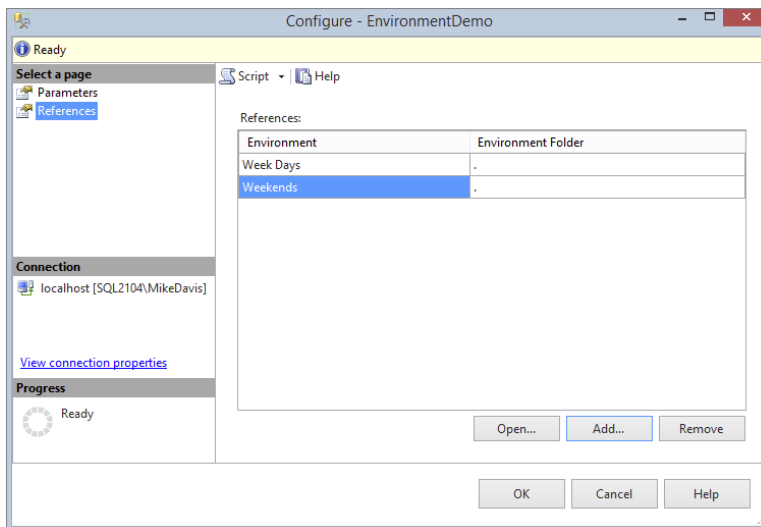 Configure - EnvironmentDemo
Ready
Select a page
Parameters
References
Script Help
References:
Environment Environment Folder
Week Days .
Weekends .
Connection
localhost [SQL2104\MikeDavis]
View connection properties
Progress
Ready
Open... Add... Remove
OK Cancel Help